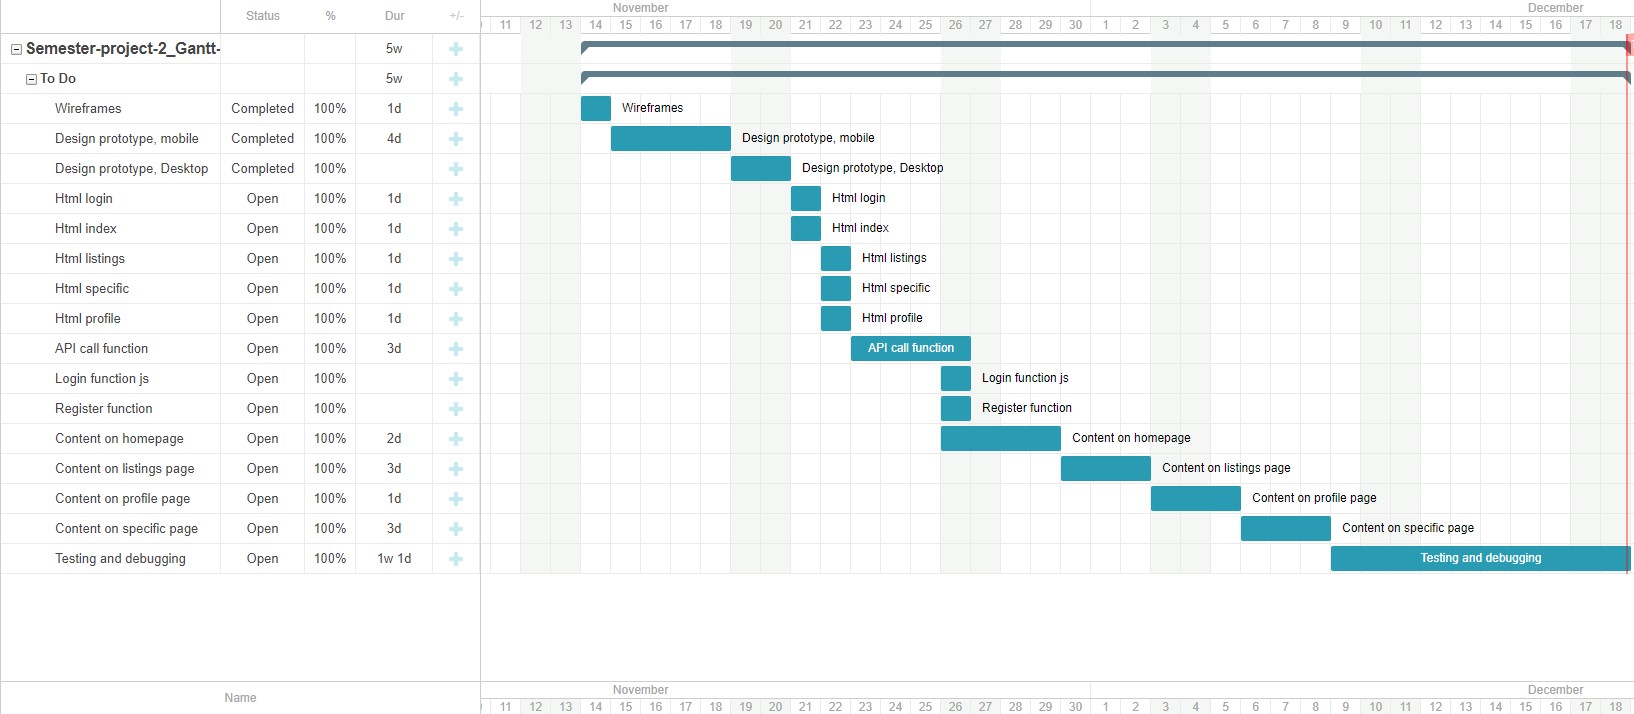 November December
Status % Dur +/-
11 12 13 14 15 16 17 18 19 20 21 22 23 24 25 26 27 28 29 30 1 2 3 4 5 6 7 8 9 10 11 12 13 14 15 16 17 18
Semester-project-2_Gantt- 5w
To Do 5w
Wireframes Completed 100% 1d Wireframes
Design prototype, mobile Completed 100% 4d Design prototype, mobile
Design prototype, Desktop Completed 100% Design prototype, Desktop
Html login Open 100% 1d Html login
Html index Open 100% 1d Html index
Html listings Open 100% 1d Html listings
Html specific Open 100% 1d Html specific
Html profile Open 100% 1d Html profile
API call function Open 100% 3d API call function
Login function js Open 100% Login function js
Register function Open 100% Register function
Content on homepage Open 100% 2d Content on homepage
Content on listings page Open 100% 3d Content on listings page
Content on profile page Open 100% 1d Content on profile page
Content on specific page Open 100% 3d Content on specific page
Testing and debugging Open 100% 1w 1d Testing and debugging
November December
Name
11 12 13 14 15 16 17 18 19 20 21 22 23 24 25 26 27 28 29 30 1 2 3 4 5 6 7 8 9 10 11 12 13 14 15 16 17 18